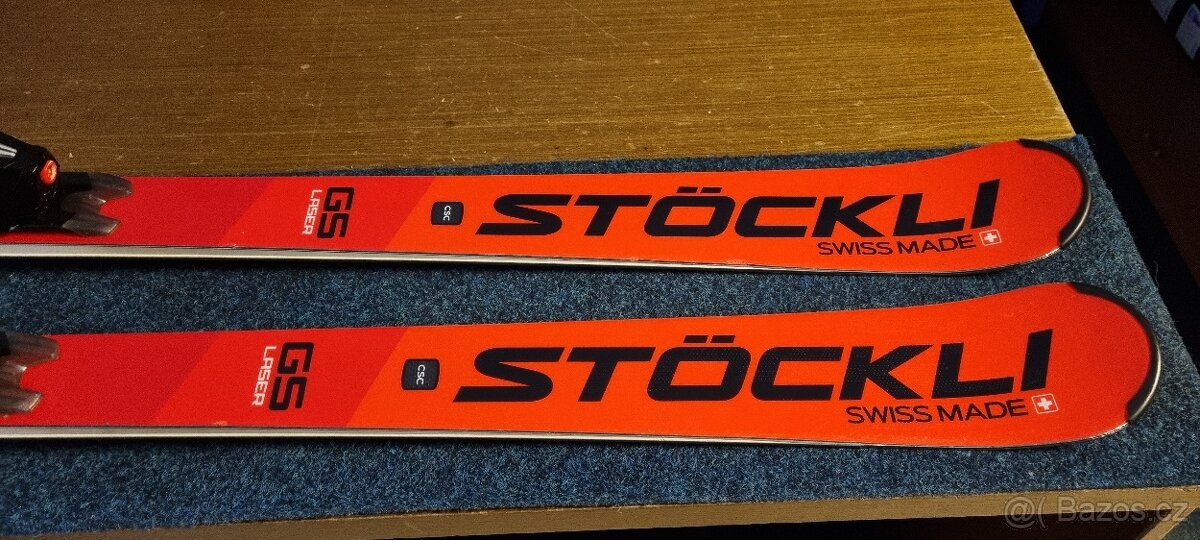 GS
LASER
CSC
STÖCKLI
SWISS MADE
GS
LASER
CSC
STÖCKLI
SWISS MADE
@( Bazos.cz